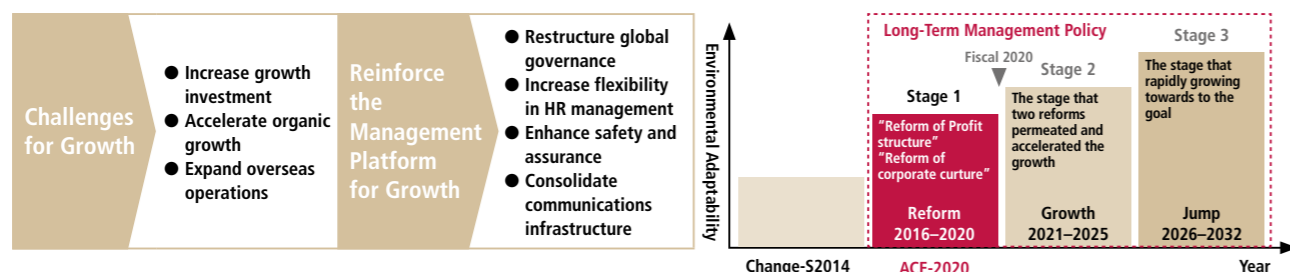 Challenges
for Growth
● Increase growth
investment
● Accelerate organic
growth
● Expand overseas
operations
Reinforce
the
Management
Platform
for Growth
● Restructure global
governance
● Increase flexibility
in HR management
● Enhance safety and
assurance
● Consolidate
communications
infrastructure
Environmental Adaptability
Long-Term Management Policy
Fiscal 2020
Stage 1
"Reform of Profit
structure"
"Reform of
corporate curture"
Reform
2016–2020
Stage 2
The stage that
two reforms
permeated and
accelerated the
growth
Growth
2021–2025
Stage 3
The stage that
rapidly growing
towards to the
goal
Jump
2026–2032
Change-S2014
ACE-2020
Year